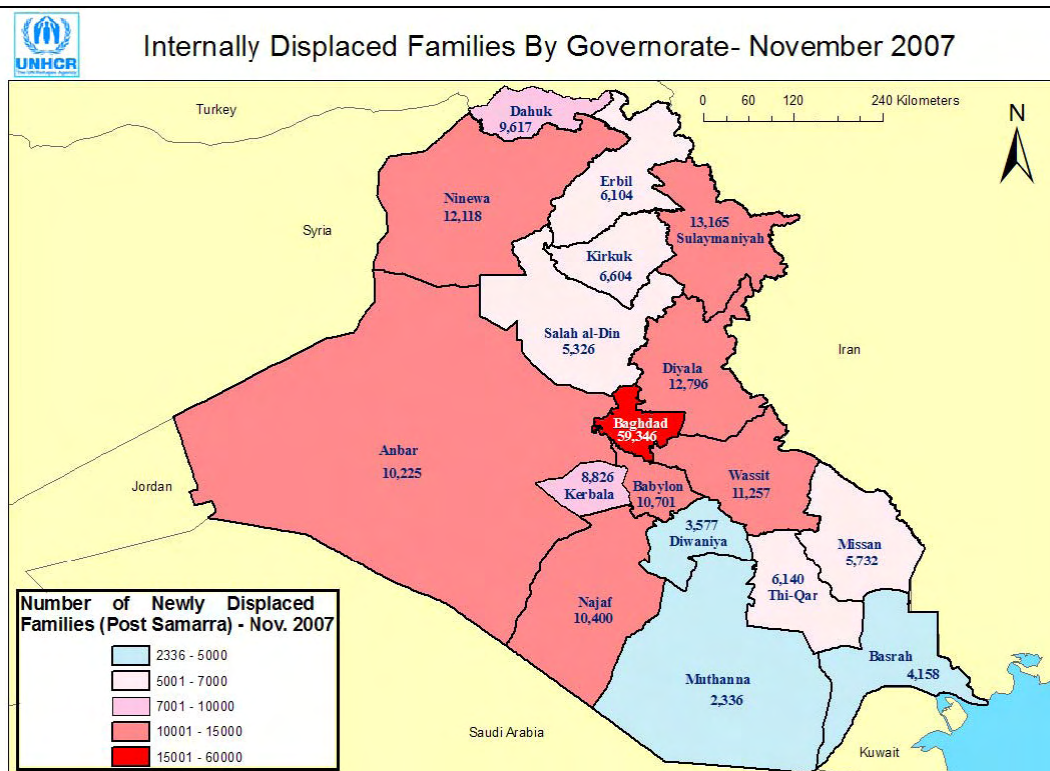 UNHCR
The UN Refugee Agency
Internally Displaced Families By Governorate- November 2007
Turkey
Dahuk
9,617
0 60 120 240 Kilometers
N
Erbil
6,104
Ninewa
12,118
13,165
Sulaymaniyah
Syria
Kirkuk
6,604
Salah al-Din
5,326
Iran
Diyala
12,796
Baghdad
59,346
Anbar
10,225
Jordan
8,826
Kerbala
Babylon
10,701
Wassit
11,257
3,577
Diwaniya
Missan
5,732
6,140
Thi-Qar
Najaf
10,400
Basrah
4,158
Muthanna
2,336
Saudi Arabia
Kuwait
Number of Newly Displaced
Families (Post Samarra) - Nov. 2007
2336 - 5000
5001 - 7000
7001 - 10000
10001 - 15000
15001 - 60000